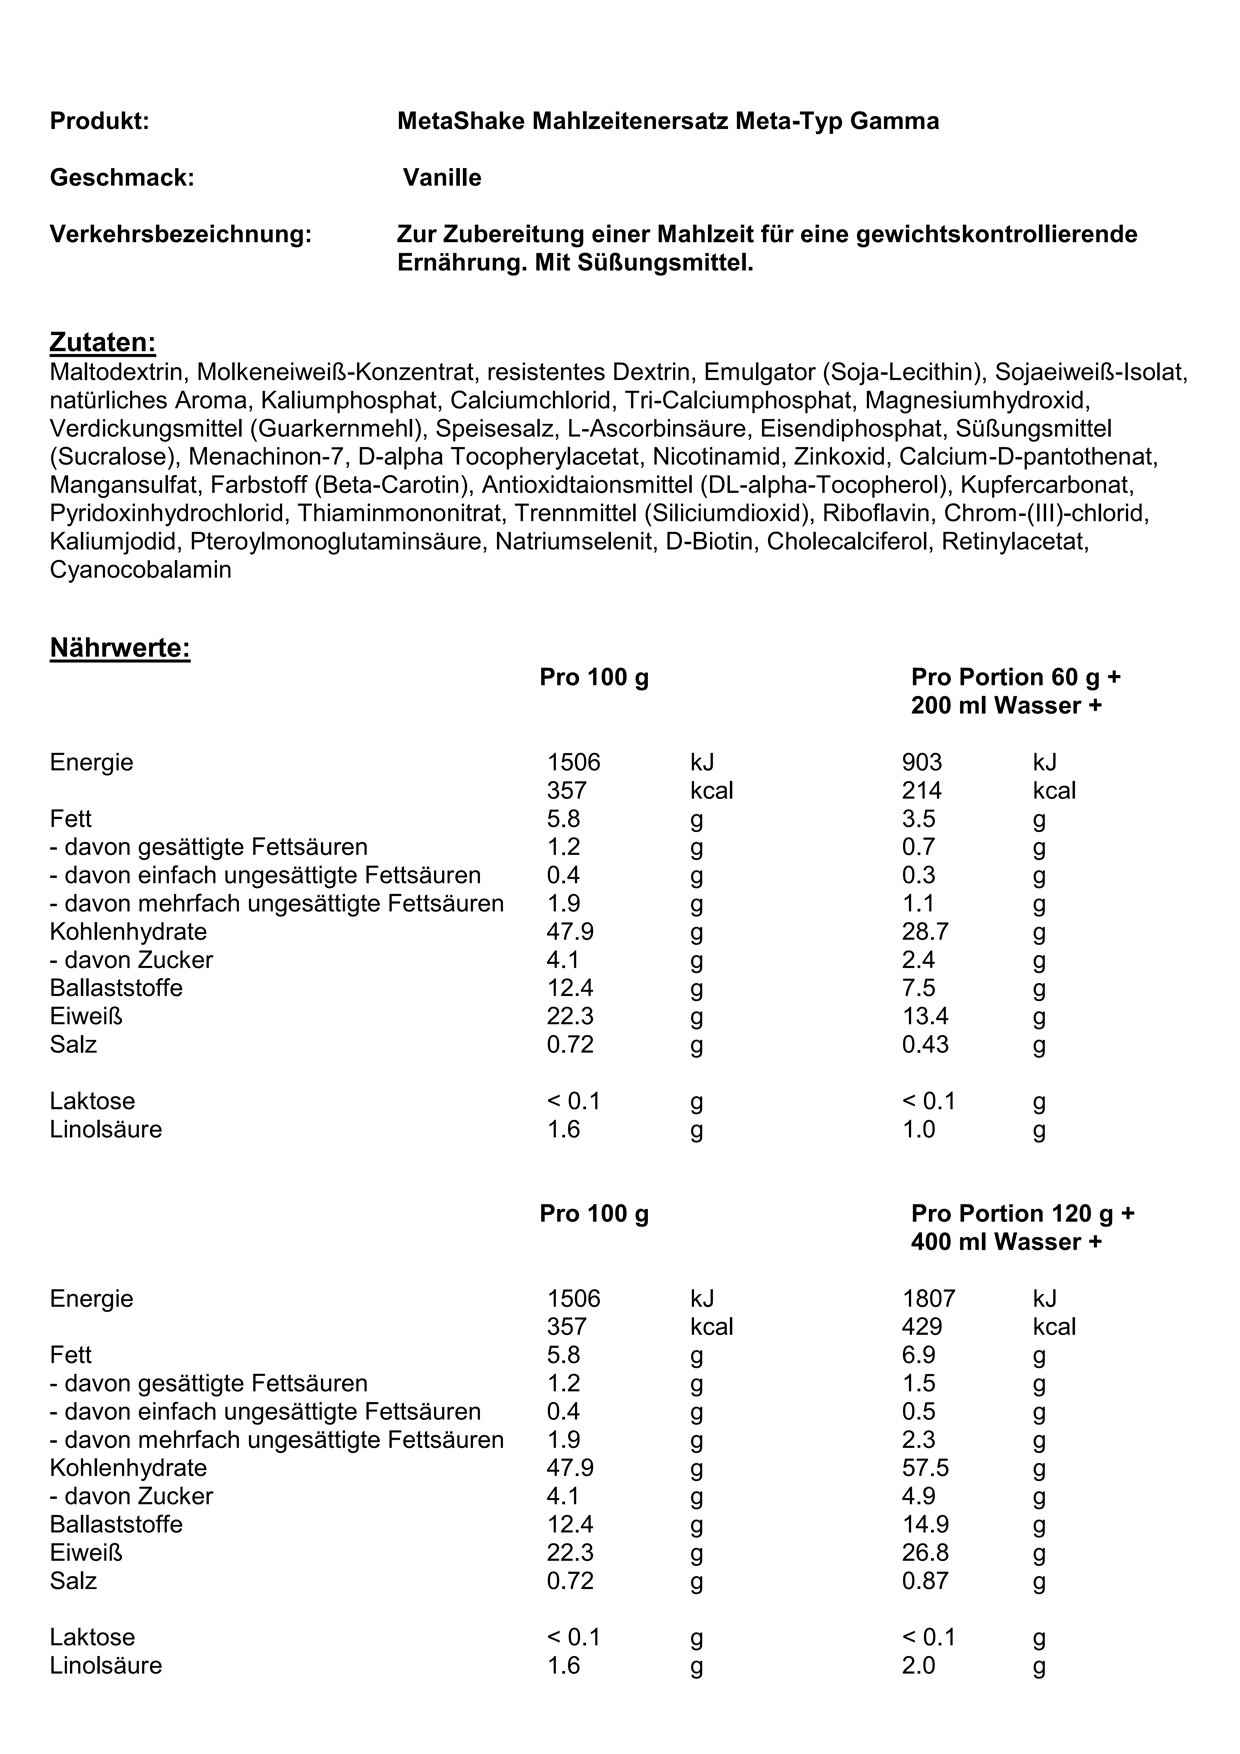 Produkt: MetaShake Mahlzeitenersatz Meta-Typ Gamma
Geschmack: Vanille
Verkehrsbezeichnung: Zur Zubereitung einer Mahlzeit für eine gewichtskontrollierende
Ernährung. Mit Süßungsmittel.
Zutaten:
Maltodextrin, Molkeneiweiß-Konzentrat, resistentes Dextrin, Emulgator (Soja-Lecithin), Sojaeiweiß-Isolat,
natürliches Aroma, Kaliumphosphat, Calciumchlorid, Tri-Calciumphosphat, Magnesiumhydroxid,
Verdickungsmittel (Guarkernmehl), Speisesalz, L-Ascorbinsäure, Eisendiphosphat, Süßungsmittel
(Sucralose), Menachinon-7, D-alpha Tocopherylacetat, Nicotinamid, Zinkoxid, Calcium-D-pantothenat,
Mangansulfat, Farbstoff (Beta-Carotin), Antioxidtaionsmittel (DL-alpha-Tocopherol), Kupfercarbonat,
Pyridoxinhydrochlorid, Thiaminmononitrat, Trennmittel (Siliciumdioxid), Riboflavin, Chrom-(III)-chlorid,
Kaliumjodid, Pteroylmonoglutaminsäure, Natriumselenit, D-Biotin, Cholecalciferol, Retinylacetat,
Cyanocobalamin
Nährwerte:
Pro 100 g Pro Portion 60 g +
200 ml Wasser +
Energie 1506 kJ 903 kJ
357 kcal 214 kcal
Fett 5.8 g 3.5 g
- davon gesättigte Fettsäuren 1.2 g 0.7 g
- davon einfach ungesättigte Fettsäuren 0.4 g 0.3 g
- davon mehrfach ungesättigte Fettsäuren 1.9 g 1.1 g
Kohlenhydrate 47.9 g 28.7 g
- davon Zucker 4.1 g 2.4 g
Ballaststoffe 12.4 g 7.5 g
Eiweiß 22.3 g 13.4 g
Salz 0.72 g 0.43 g
Laktose < 0.1 g < 0.1 g
Linolsäure 1.6 g 1.0 g
Pro 100 g Pro Portion 120 g +
400 ml Wasser +
Energie 1506 kJ 1807 kJ
357 kcal 429 kcal
Fett 5.8 g 6.9 g
- davon gesättigte Fettsäuren 1.2 g 1.5 g
- davon einfach ungesättigte Fettsäuren 0.4 g 0.5 g
- davon mehrfach ungesättigte Fettsäuren 1.9 g 2.3 g
Kohlenhydrate 47.9 g 57.5 g
- davon Zucker 4.1 g 4.9 g
Ballaststoffe 12.4 g 14.9 g
Eiweiß 22.3 g 26.8 g
Salz 0.72 g 0.87 g
Laktose < 0.1 g < 0.1 g
Linolsäure 1.6 g 2.0 g